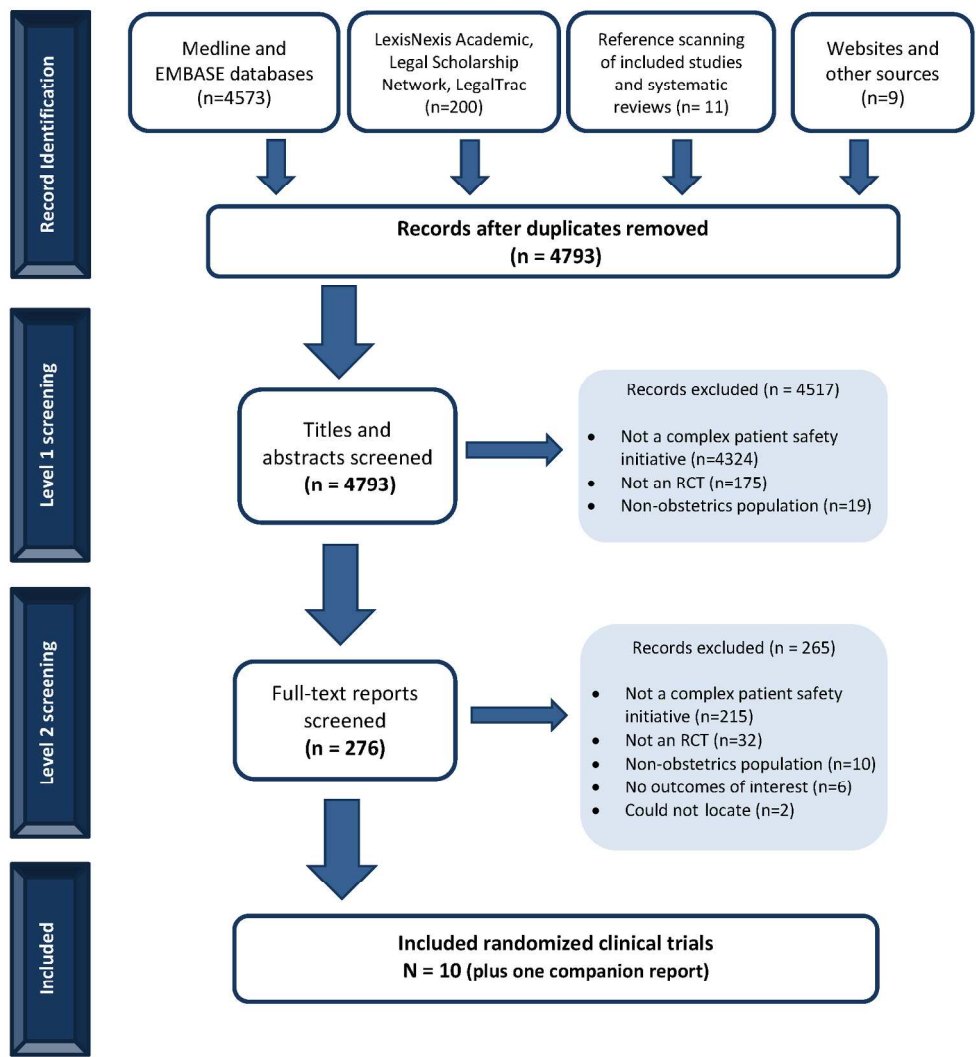 Record Identification
Medline and
EMBASE databases
(n=4573)
LexisNexis Academic,
Legal Scholarship
Network, LegalTrac
(n=200)
Reference scanning
of included studies
and systematic
reviews (n= 11)
Websites and
other sources
(n=9)
Records after duplicates removed
(n = 4793)
Level 1 screening
Titles and
abstracts screened
(n = 4793)
Records excluded (n = 4517)
• Not a complex patient safety
initiative (n=4324)
• Not an RCT (n=175)
• Non-obstetrics population (n=19)
Level 2 screening
Full-text reports
screened
(n = 276)
Records excluded (n = 265)
• Not a complex patient safety
initiative (n=215)
• Not an RCT (n=32)
• Non-obstetrics population (n=10)
• No outcomes of interest (n=6)
• Could not locate (n=2)
Included
Included randomized clinical trials
N = 10 (plus one companion report)